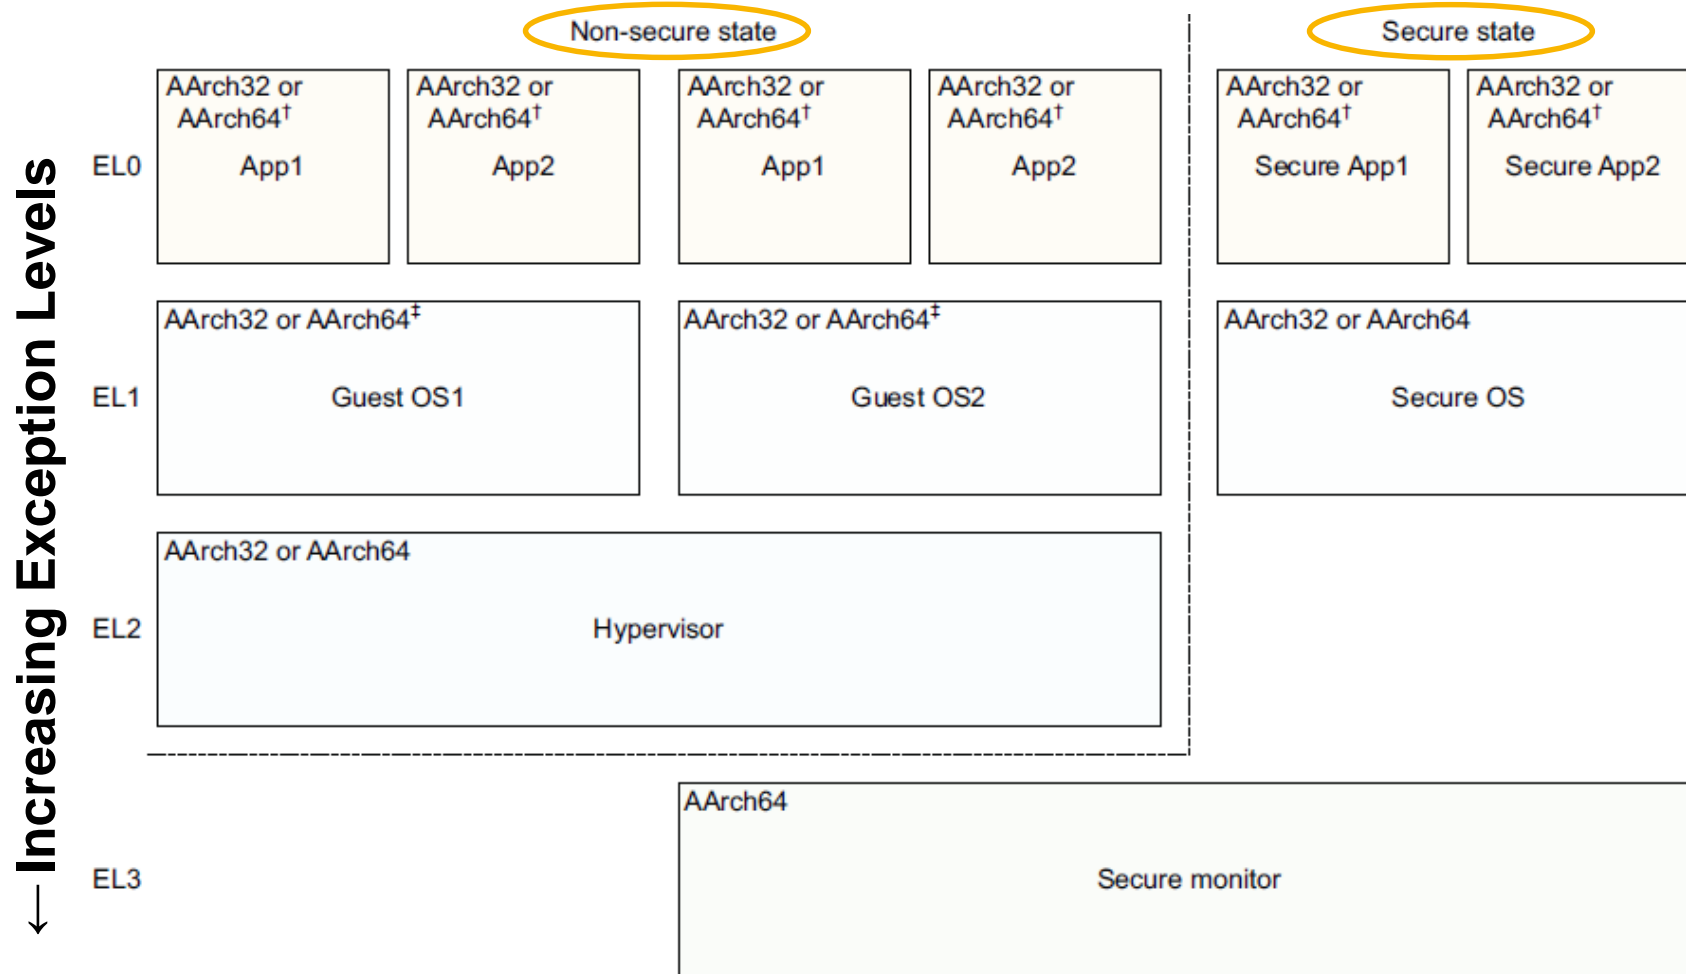 Non-secure state
Secure state
AArch32 or
AArch64†
App1
AArch32 or
AArch64†
App2
AArch32 or
AArch64†
App1
AArch32 or
AArch64†
App2
AArch32 or
AArch64†
Secure App1
AArch32 or
AArch64†
Secure App2
EL0
AArch32 or AArch64‡
Guest OS1
AArch32 or AArch64‡
Guest OS2
AArch32 or AArch64
Secure OS
EL1
AArch32 or AArch64
Hypervisor
EL2
AArch64
Secure monitor
EL3
←Increasing Exception Levels